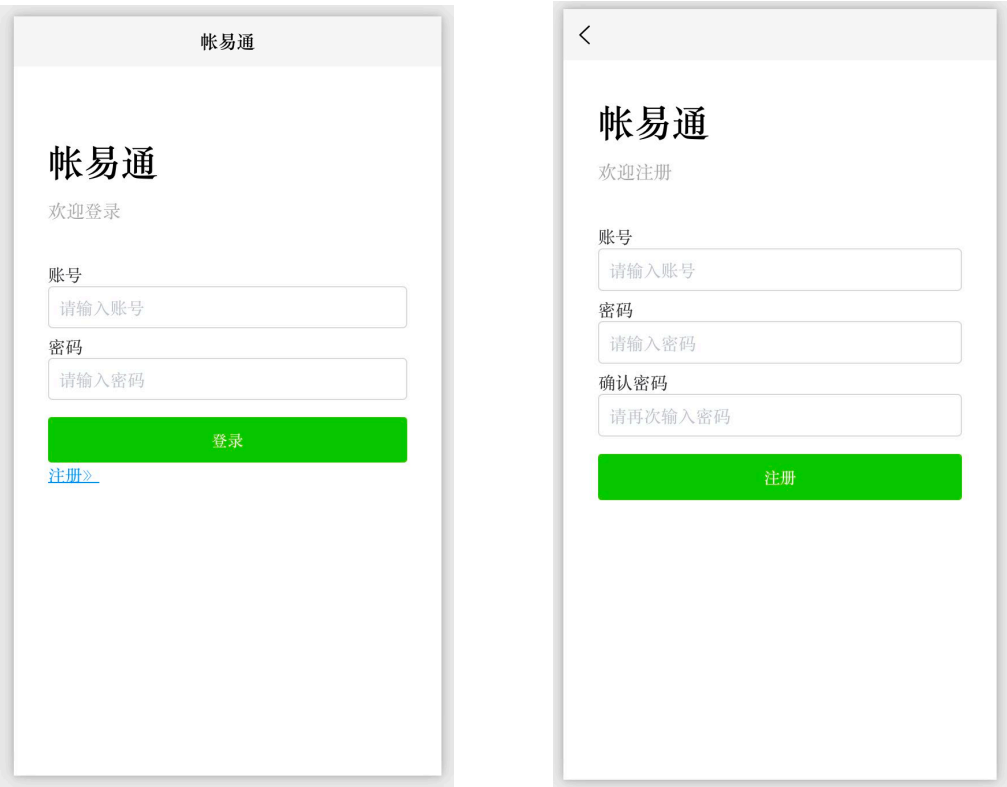 帐易通
帐易通
欢迎登录
账号
请输入账号
密码
请输入密码
登录
注册》
帐易通
欢迎注册
账号
请输入账号
密码
请输入密码
确认密码
请再次输入密码
注册